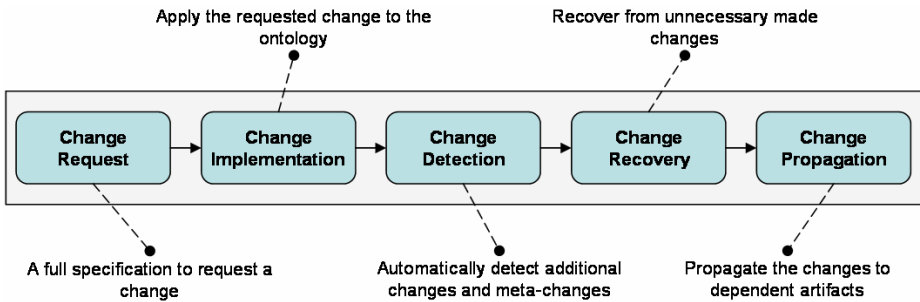 Apply the requested change to the
ontology
Recover from unnecessary made
changes
Change
Request
Change
Implementation
Change
Detection
Change
Recovery
Change
Propagation
A full specification to request a
change
Automatically detect additional
changes and meta-changes
Propagate the changes to
dependent artifacts